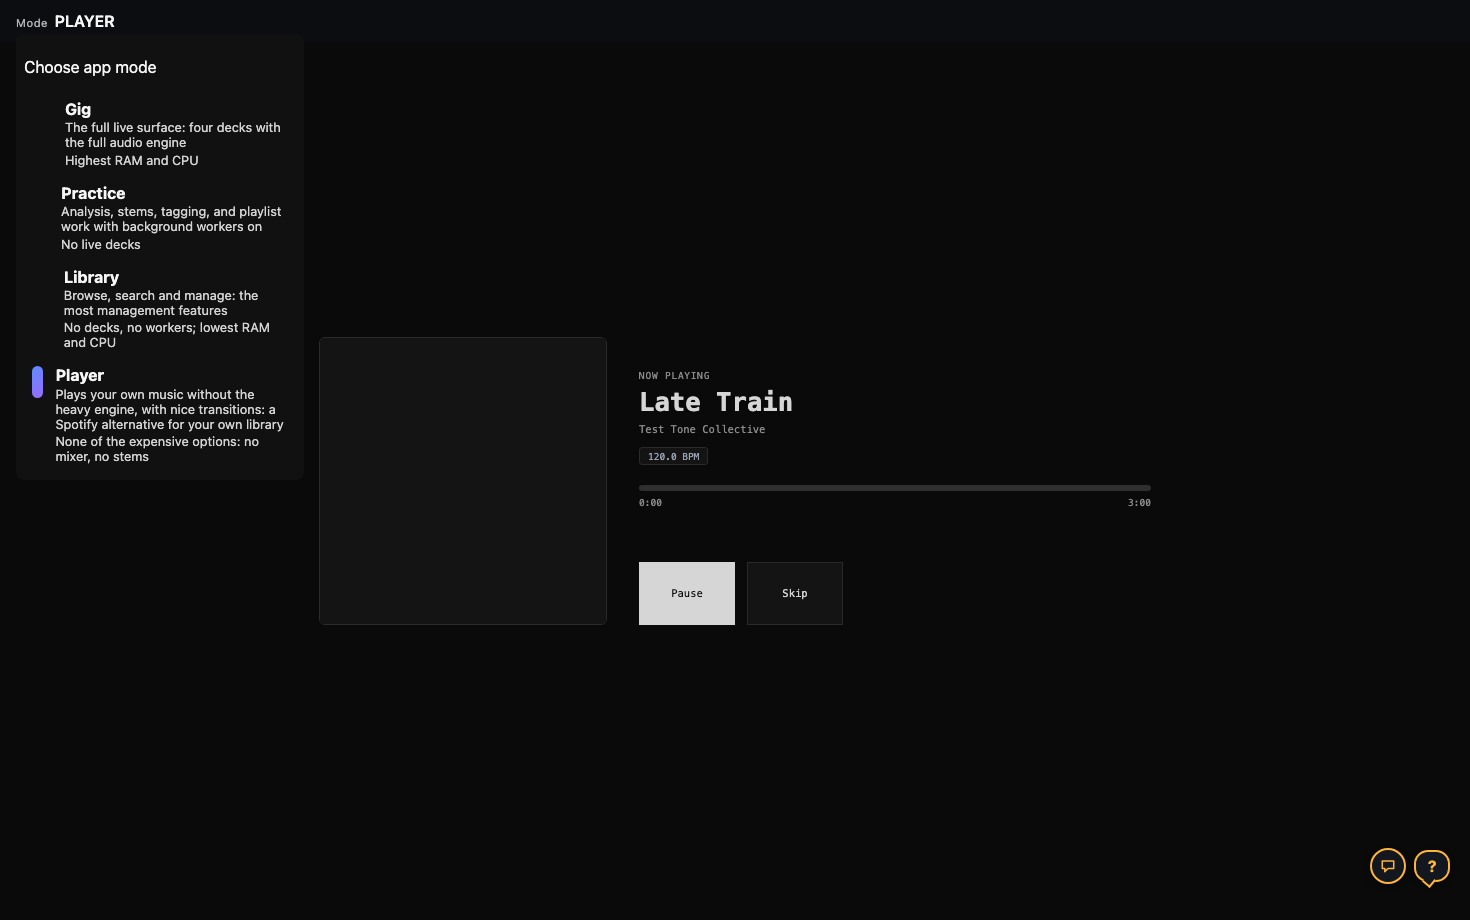 Mode PLAYER
Choose app mode
Gig
The full live surface: four decks with
the full audio engine
Highest RAM and CPU
Practice
Analysis, stems, tagging, and playlist
work with background workers on
No live decks
Library
Browse, search and manage: the
most management features
No decks, no workers; lowest RAM
and CPU
Player
Plays your own music without the
heavy engine, with nice transitions: a
Spotify alternative for your own library
None of the expensive options: no
mixer, no stems
NOW PLAYING
Late Train
Test Tone Collective
120.0 BPM
0:00 3:00
Pause Skip
?